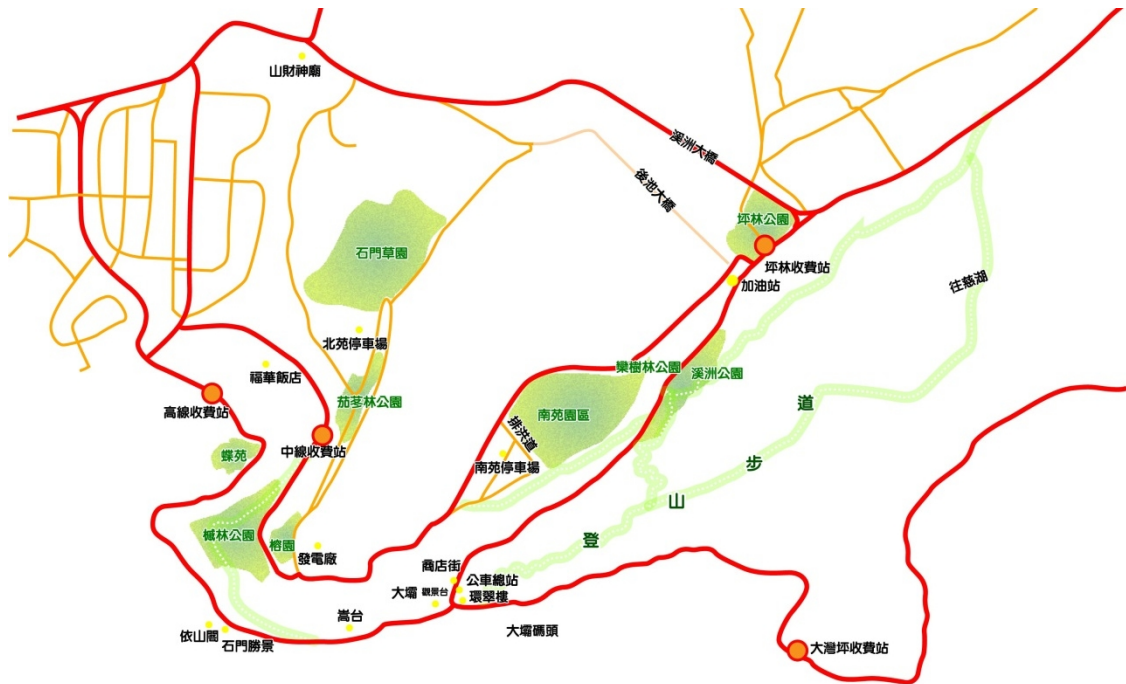 山財神廟
溪洲大橋
後池大橋
坪林公園
石門草園
坪林收費站
加油站
往慈湖
北苑停車場
福華飯店
欒樹林公園
溪洲公園
茄苳林公園
高線收費站
南苑園區
道
排洪道
中線收費站
蝶苑
南苑停車場
步
山
槭林公園
榕園
發電廠
登
商店街
公車總站
大壩 觀景台
環翠樓
嵩台
大壩碼頭
依山閣
石門勝景
大灣坪收費站